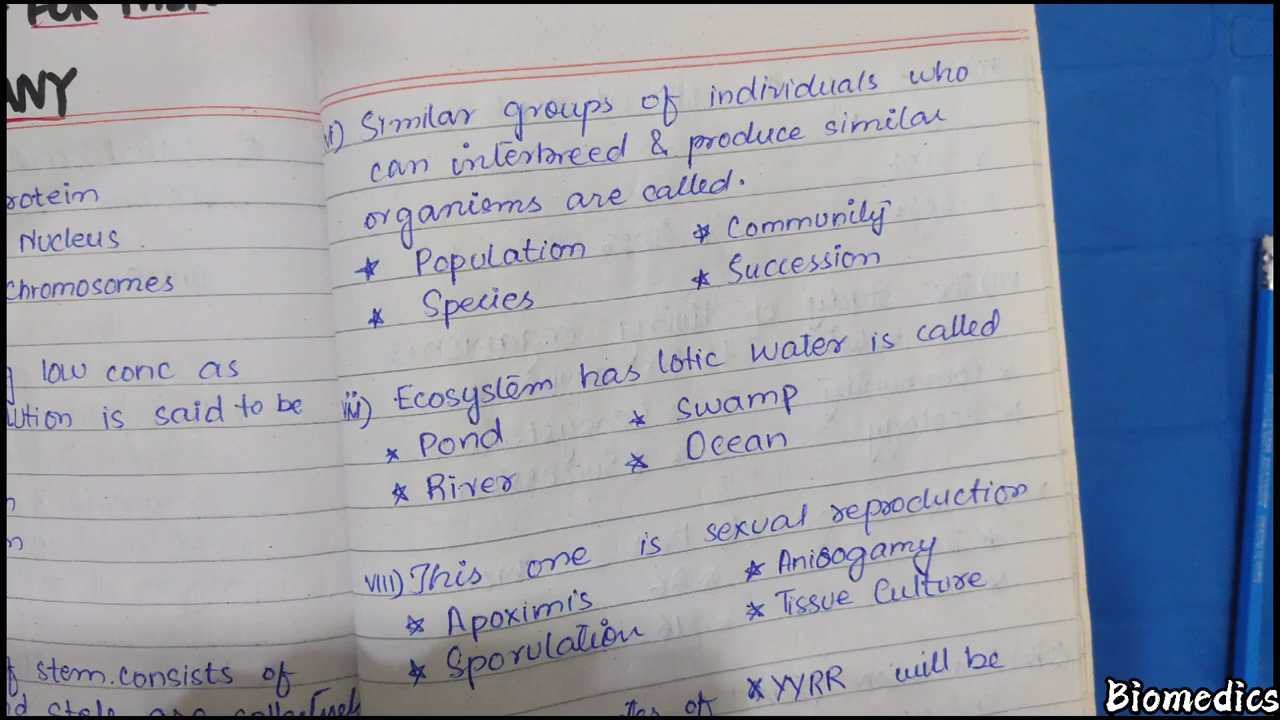 FOR
ANY
rotein
Nucleus
Chromosomes
low conc as
ution is said to be
stem consists of
vi) Similar groups of individuals who
can interbreed & produce similar
organisms are called.
* Population * Community
* Species * Succession
Ecosystem has lotic water is called
* Pond * Swamp
* River * Ocean
VIII) This one is sexual reproduction
* Apoximis * Anisogamy
* Sporulation * Tissue Culture
of * YYRR will be
Biomedics